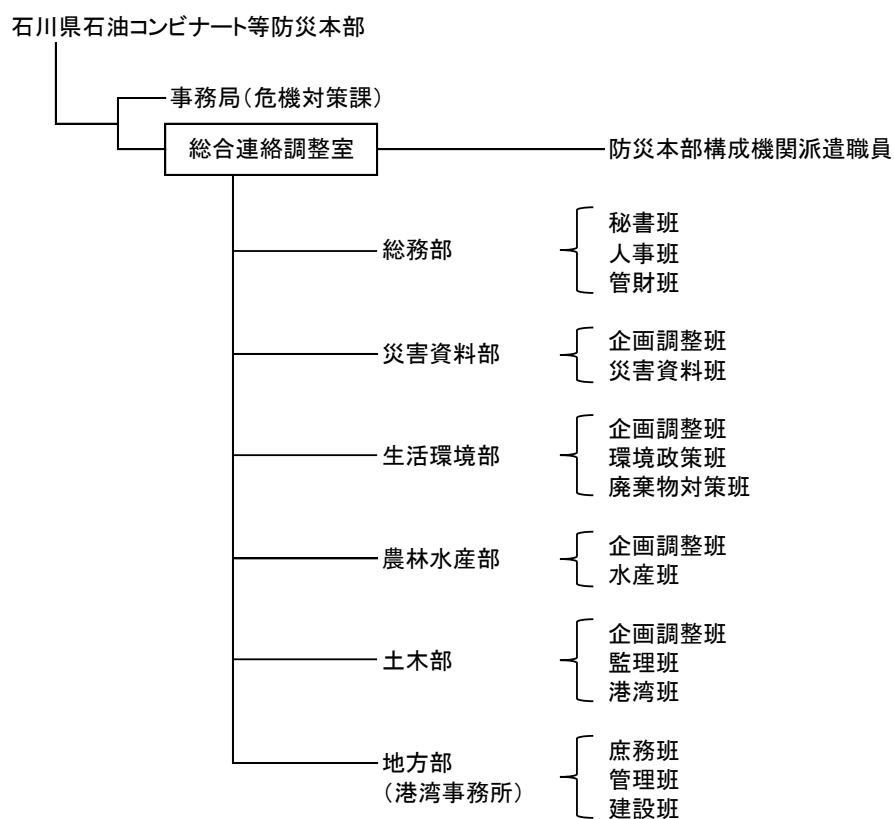 石川県石油コンビナート等防災本部
事務局(危機対策課)
総合連絡調整室
防災本部構成機関派遣職員
総務部
秘書班
人事班
管財班
災害資料部
企画調整班
災害資料班
生活環境部
企画調整班
環境政策班
廃棄物対策班
農林水産部
企画調整班
水産班
土木部
企画調整班
監理班
港湾班
地方部
(港湾事務所)
庶務班
管理班
建設班